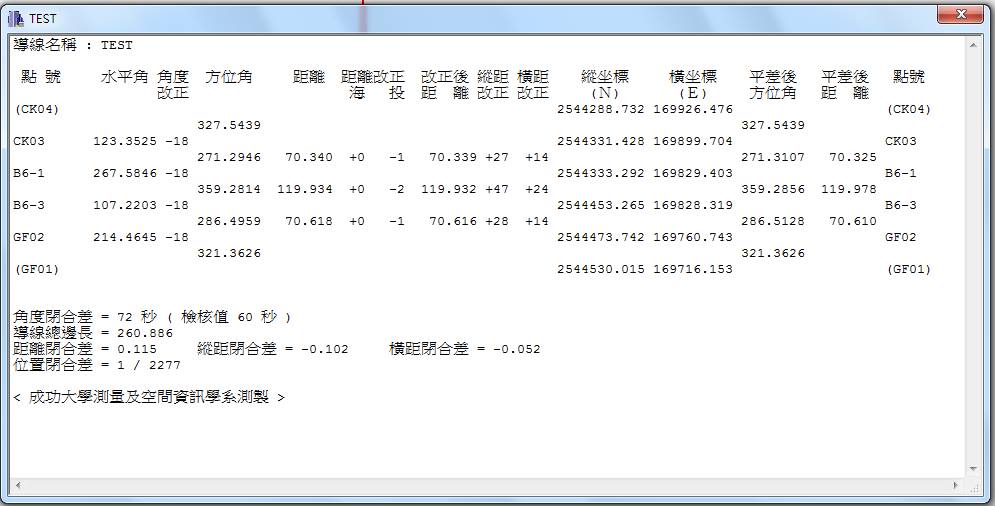 TEST
導線名稱 : TEST
點 號 水平角 角度 方位角 距離 距離改正 改正後 縱距 橫距 縱坐標 橫坐標 平差後 平差後 點號
改正 海 投 距 離 改正 改正 (N) (E) 方位角 距 離
(CK04) 2544288.732 169926.476 (CK04)
327.5439 327.5439
CK03 123.3525 -18 2544331.428 169899.704 CK03
271.2946 70.340 +0 -1 70.339 +27 +14 271.3107 70.325
B6-1 267.5846 -18 2544333.292 169829.403 B6-1
359.2814 119.934 +0 -2 119.932 +47 +24 359.2856 119.978
B6-3 107.2203 -18 2544453.265 169828.319 B6-3
286.4959 70.618 +0 -1 70.616 +28 +14 286.5128 70.610
GF02 214.4645 -18 2544473.742 169760.743 GF02
321.3626 321.3626
(GF01) 2544530.015 169716.153 (GF01)
角度閉合差 = 72 秒 ( 檢核值 60 秒 )
導線總邊長 = 260.886
距離閉合差 = 0.115 縱距閉合差 = -0.102 橫距閉合差 = -0.052
位置閉合差 = 1 / 2277
< 成功大學測量及空間資訊學系測製 >